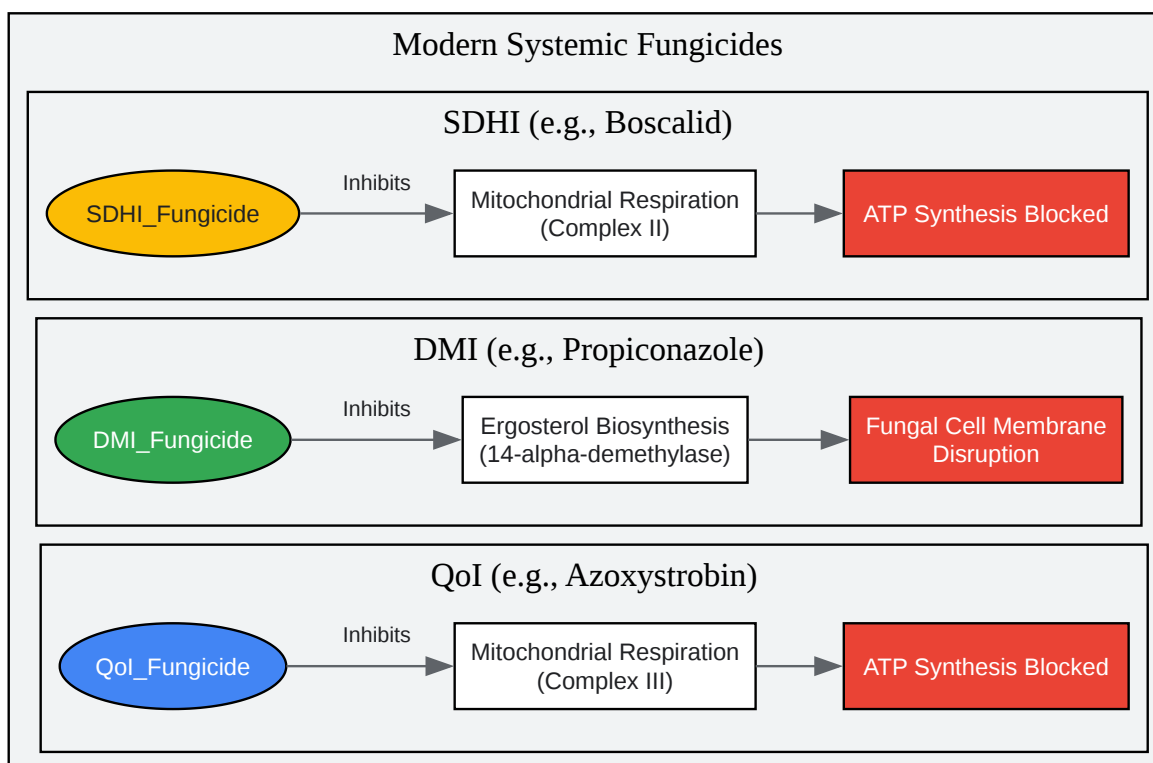 Modern Systemic Fungicides
SDHI (e.g., Boscalid)
SDHI_Fungicide
Inhibits
Mitochondrial Respiration
(Complex II)
ATP Synthesis Blocked
DMI (e.g., Propiconazole)
DMI_Fungicide
Inhibits
Ergosterol Biosynthesis
(14-alpha-demethylase)
Fungal Cell Membrane
Disruption
QoI (e.g., Azoxystrobin)
QoI_Fungicide
Inhibits
Mitochondrial Respiration
(Complex III)
ATP Synthesis Blocked